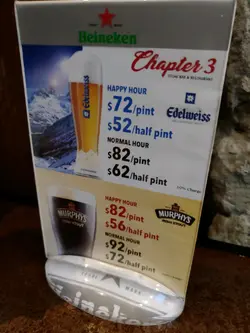 Heineken
Chapter 3
HAPPY HOUR
$72/pint
Edelweiss
$52/half pint
NORMAL HOUR
$82/pint
$62/half pint
Edelweiss
HAPPY HOUR
$82/pint
$56/half pint
MURPHY'S
MURPHY'S
NORMAL HOUR
$92/pint
$72/half pint
Heineken